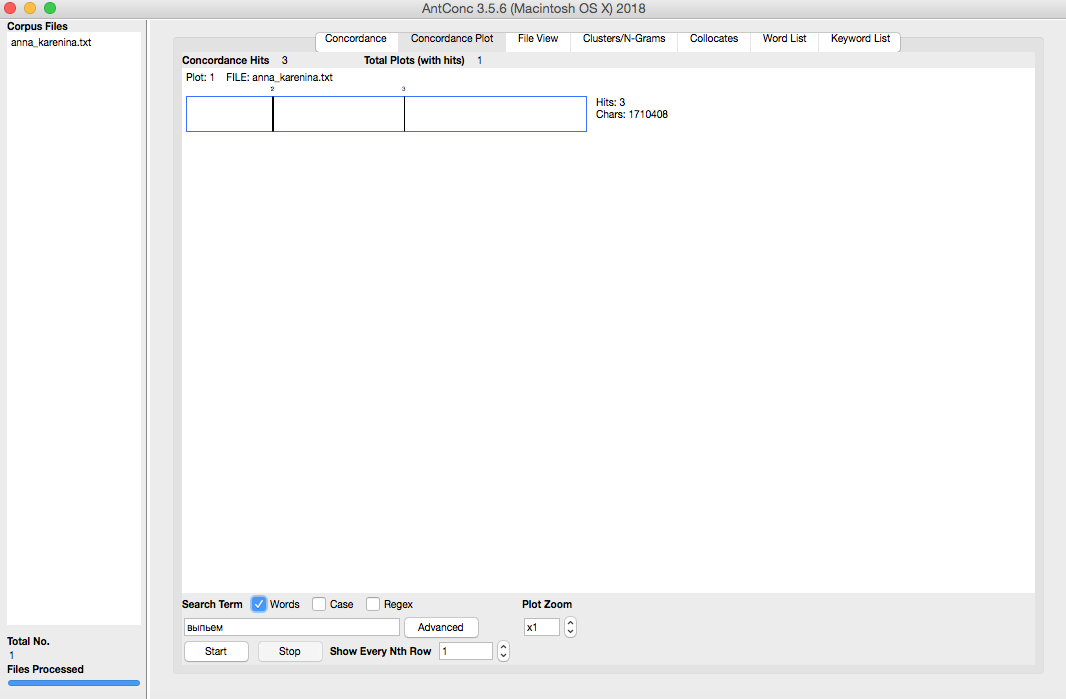 AntConc 3.5.6 (Macintosh OS X) 2018
Corpus Files
anna_karenina.txt
Concordance Concordance Plot File View Clusters/N-Grams Collocates Word List Keyword List
Concordance Hits 3 Total Plots (with hits) 1
Plot: 1 FILE: anna_karenina.txt
2 3
Hits: 3
Chars: 1710408
Search Term Words Case Regex Plot Zoom
выпьем Advanced x1
Start Stop Show Every Nth Row 1
Total No.
1
Files Processed